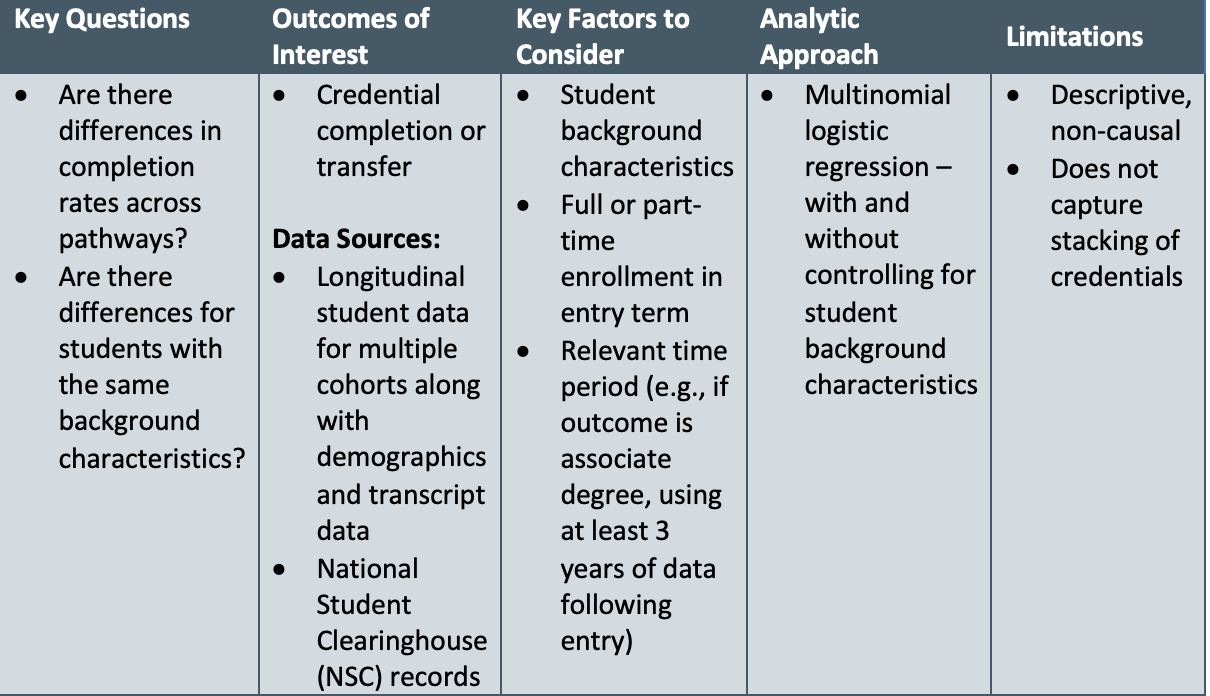 Key Questions
Outcomes of
Interest
Key Factors to
Consider
Analytic
Approach
Limitations
• Are there
differences in
completion
rates across
pathways?
• Are there
differences for
students with
the same
background
characteristics?
• Credential
completion or
transfer
Data Sources:
• Longitudinal
student data
for multiple
cohorts along
with
demographics
and transcript
data
• National
Student
Clearinghouse
(NSC) records
• Student
background
characteristics
• Full or part-
time
enrollment in
entry term
• Relevant time
period (e.g., if
outcome is
associate
degree, using
at least 3
years of data
following
entry)
• Multinomial
logistic
regression –
with and
without
controlling for
student
background
characteristics
• Descriptive,
non-causal
• Does not
capture
stacking of
credentials